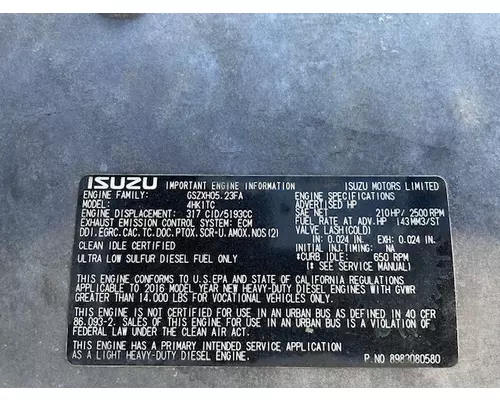 ISUZU IMPORTANT ENGINE INFORMATION ISUZU MOTORS LIMITED
ENGINE FAMILY: GSZXH05.23FA ENGINE SPECIFICATIONS
MODEL: 4HK1TC ADVERTISED HP
ENGINE DISPLACEMENT: 317 CID/5193CC SAE NET 210HP/2500RPM
EXHAUST EMISSION CONTROL SYSTEM: ECM FUEL RATE AT ADV.HP 143MM3/ST
DDI.EGRC.CAC.TC.DOC.PTOX.SCR-U.AMOX.NOS(2) VALVE LASH(COLD)
IN: 0.024 IN. EXH: 0.024 IN.
CLEAN IDLE CERTIFIED INITIAL INJ.TIMING: NA
*CURB IDLE: 650 RPM
ULTRA LOW SULFUR DIESEL FUEL ONLY (* SEE SERVICE MANUAL)
THIS ENGINE CONFORMS TO U.S.EPA AND STATE OF CALIFORNIA REGULATIONS
APPLICABLE TO 2016 MODEL YEAR NEW HEAVY-DUTY DIESEL ENGINES WITH GVWR
GREATER THAN 14.000 LBS FOR VOCATIONAL VEHICLES ONLY.
THIS ENGINE IS NOT CERTIFIED FOR USE IN AN URBAN BUS AS DEFINED IN 40 CFR
86.093-2. SALES OF THIS ENGINE FOR USE IN AN URBAN BUS IS A VIOLATION OF
FEDERAL LAW UNDER THE CLEAN AIR ACT.
THIS ENGINE HAS A PRIMARY INTENDED SERVICE APPLICATION
AS A LIGHT HEAVY-DUTY DIESEL ENGINE. P.NO 8982080580